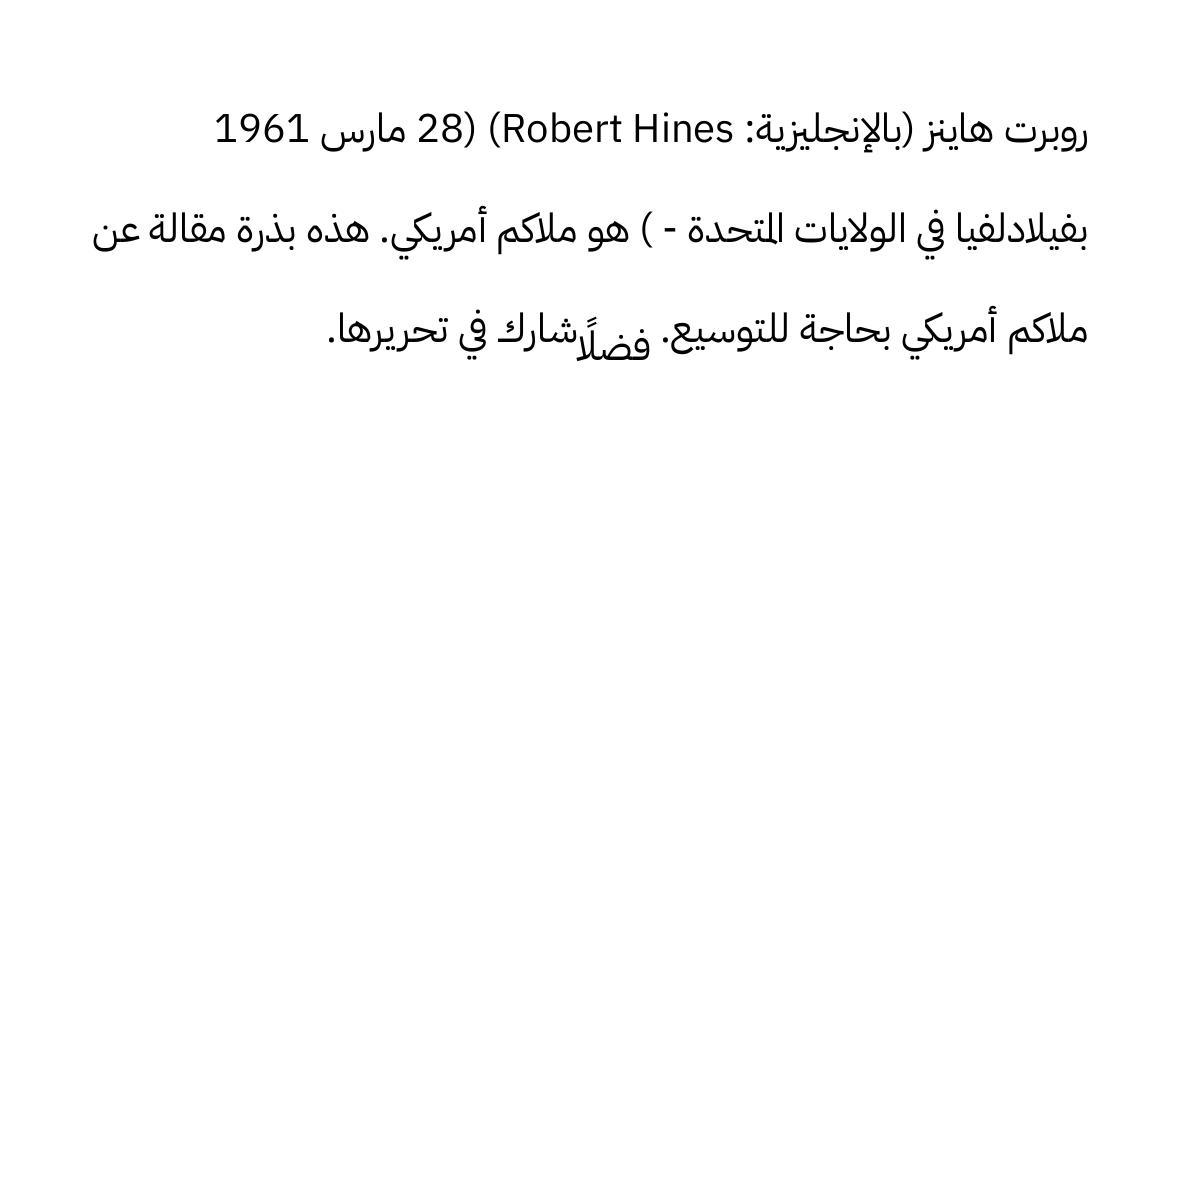 روبرت هاينز (بالإنجليزية: Robert Hines) (28 مارس 1961
بفيلادلفيا في الولايات المتحدة - ) هو ملاكم أمريكي. هذه بذرة مقالة عن
ملاكم أمريكي بحاجة للتوسيع. فضلًا شارك في تحريرها.